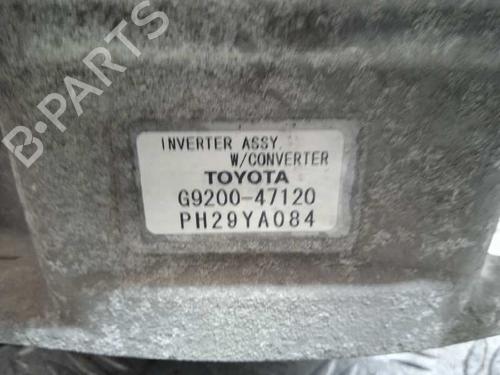 B-PARTS
INVERTER ASSY,
W/CONVERTER
TOYOTA
G9200-47120
PH29YA084